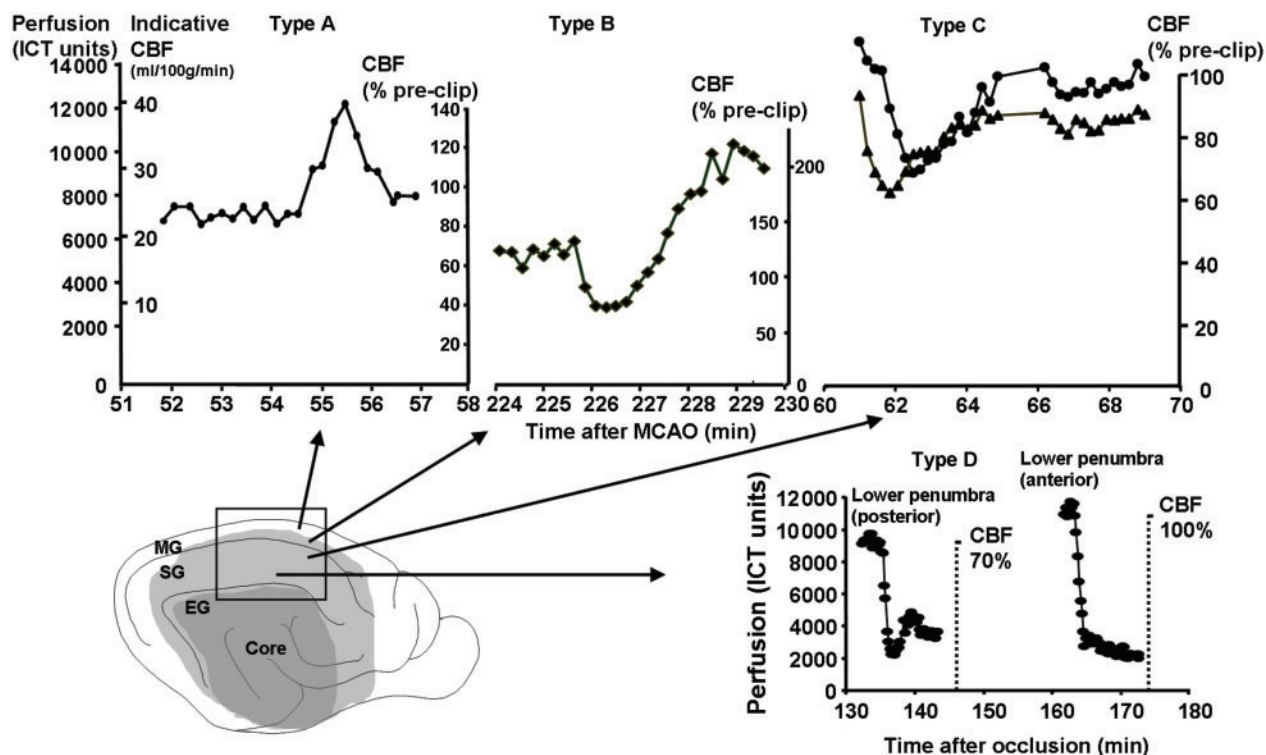 Perfusion
(ICT units)
Indicative
CBF
(ml/100g/min)
Type A
14000
12000
10000
8000
6000
4000
2000
0
40
30
20
10
51 52 53 54 55 56 57 58
Type B
CBF
(% pre-clip)
140
120
100
80
60
40
20
224 225 226 227 228 229 230
Time after MCAO (min)
Type C
CBF
(% pre-clip)
200
150
100
50
0
CBF
(% pre-clip)
100
80
60
40
20
0
60 62 64 66 68 70
MG
SG
EG
Core
Type D
Lower penumbra
(posterior)
Lower penumbra
(anterior)
Perfusion (ICT units)
12000
10000
8000
6000
4000
2000
0
CBF
70%
CBF
100%
130 140 150 160 170 180
Time after occlusion (min)